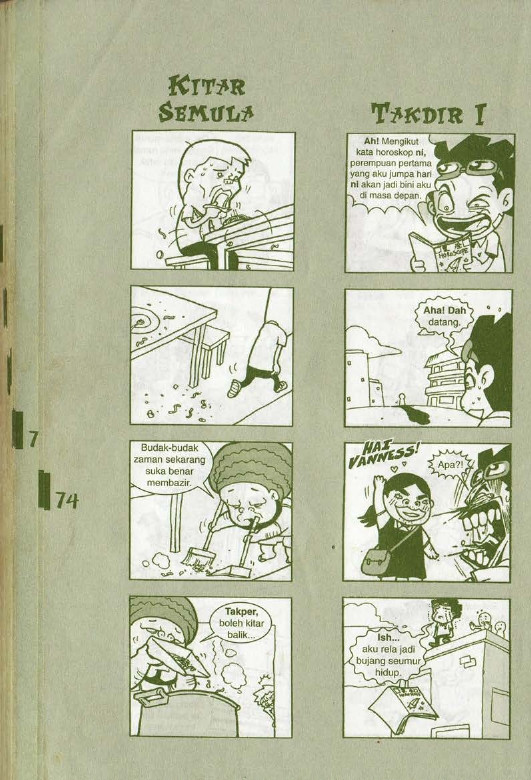 KITAR
SEMULA
Budak-budak
zaman sekarang
suka benar
membazir.
Takper,
boleh kitar
balik...
TAKDIR I
Ah! Mengikut
kata horoskop ni,
perempuan pertama
yang aku jumpa hari
ni akan jadi bini aku
di masa depan.
HOROSCOPE
Aha! Dah
datang.
HAI
VANNESS!
Apa?!
Ish...
aku rela jadi
bujang seumur
hidup.
7
74